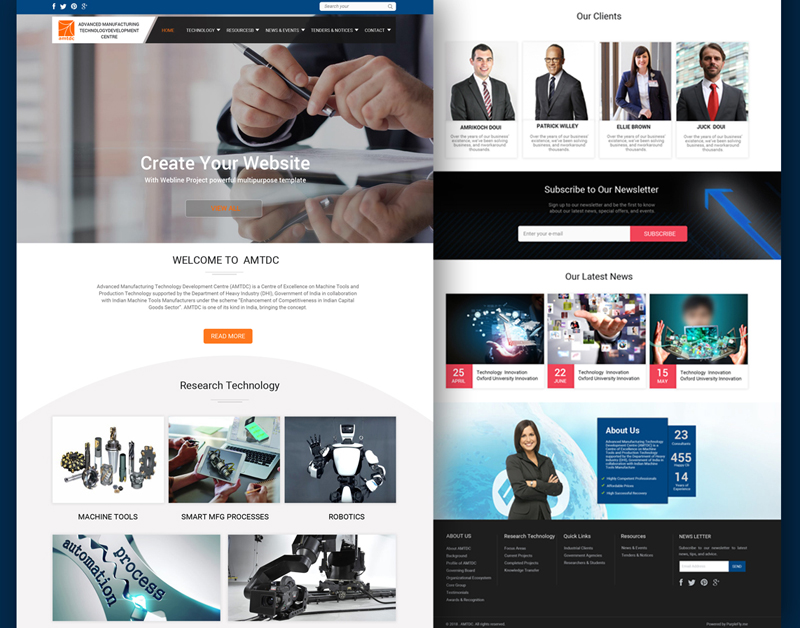 Search your
amtdc
ADVANCED MANUFACTURING
TECHNOLOGYDEVELOPMENT
CENTRE
HOME
TECHNOLOGY
RESOURCESB
NEWS & EVENTS
TENDERS & NOTICES
CONTACT
Create Your Website
With Webline Project powerful multipurpose template
WELCOME TO AMTDC
Advanced Manufacturing Technology Development Centre (AMTDC) is a Centre of Excellence on Machine Tools and
Production Technology supported by the Department of Heavy Industry (DHI), Government of India in collaboration
with Indian Machine Tools Manufacturers under the scheme "Enhancement of Competitiveness in Indian Capital
Goods Sector". AMTDC is one of its kind in India, bringing the concept.
READ MORE
Research Technology
MACHINE TOOLS
SMART MFG PROCESSES
ROBOTICS
automation
process
Our Clients
AMRIKOCH DOUI
Over the years of our business'
existence, we've been solving
business, and nworkaround
thousands.
PATRICK WILLEY
Over the years of our business'
existence, we've been solving
business, and nworkaround
thousands.
ELLIE BROWN
Over the years of our business'
existence, we've been solving
business, and nworkaround
thousands.
JUCK DOUI
Over the years of our business'
existence, we've been solving
business, and nworkaround
thousands.
Subscribe to Our Newsletter
Sign up to our newsletter and be the first to know
about our latest news, special offers, and events.
Enter your e-mail
SUBSCRIBE
Our Latest News
25
APRIL
Technology Innovation
Oxford University Innovation
22
JUNE
Technology Innovation
Oxford University Innovation
15
MAY
Technology Innovation
Oxford University Innovation
About Us
Advanced Manufacturing Technology
Development Centre (AMTDC) is a
Centre of Excellence on Machine
Tools and Production Technology
supported by the Department of Heavy
Industry (DHI), Government of India in
collaboration with Indian Machine
Tools Manufacture
Highly Competent Professionals
Affordable Prices
High Successful Recovery
23
Consultants
455
Happy Cli
14
Years of
Experience
ABOUT US
About AMTDC
Background
Profile of AMTDC
Governing Board
Organizational Ecosystem
Core Group
Testimonials
Awards & Recognition
Research Technology
Focus Areas
Current Projects
Completed Projects
Knowledge Transfer
Quick Links
Industrial Clients
Government Agencies
Researchers & Students
Resources
News & Events
Tenders & Notices
NEWS LETTER
Subscribe to our newsletter to latest
news, tips, and advice.
SEND
© 2018 . AMTDC. All rights reserved.